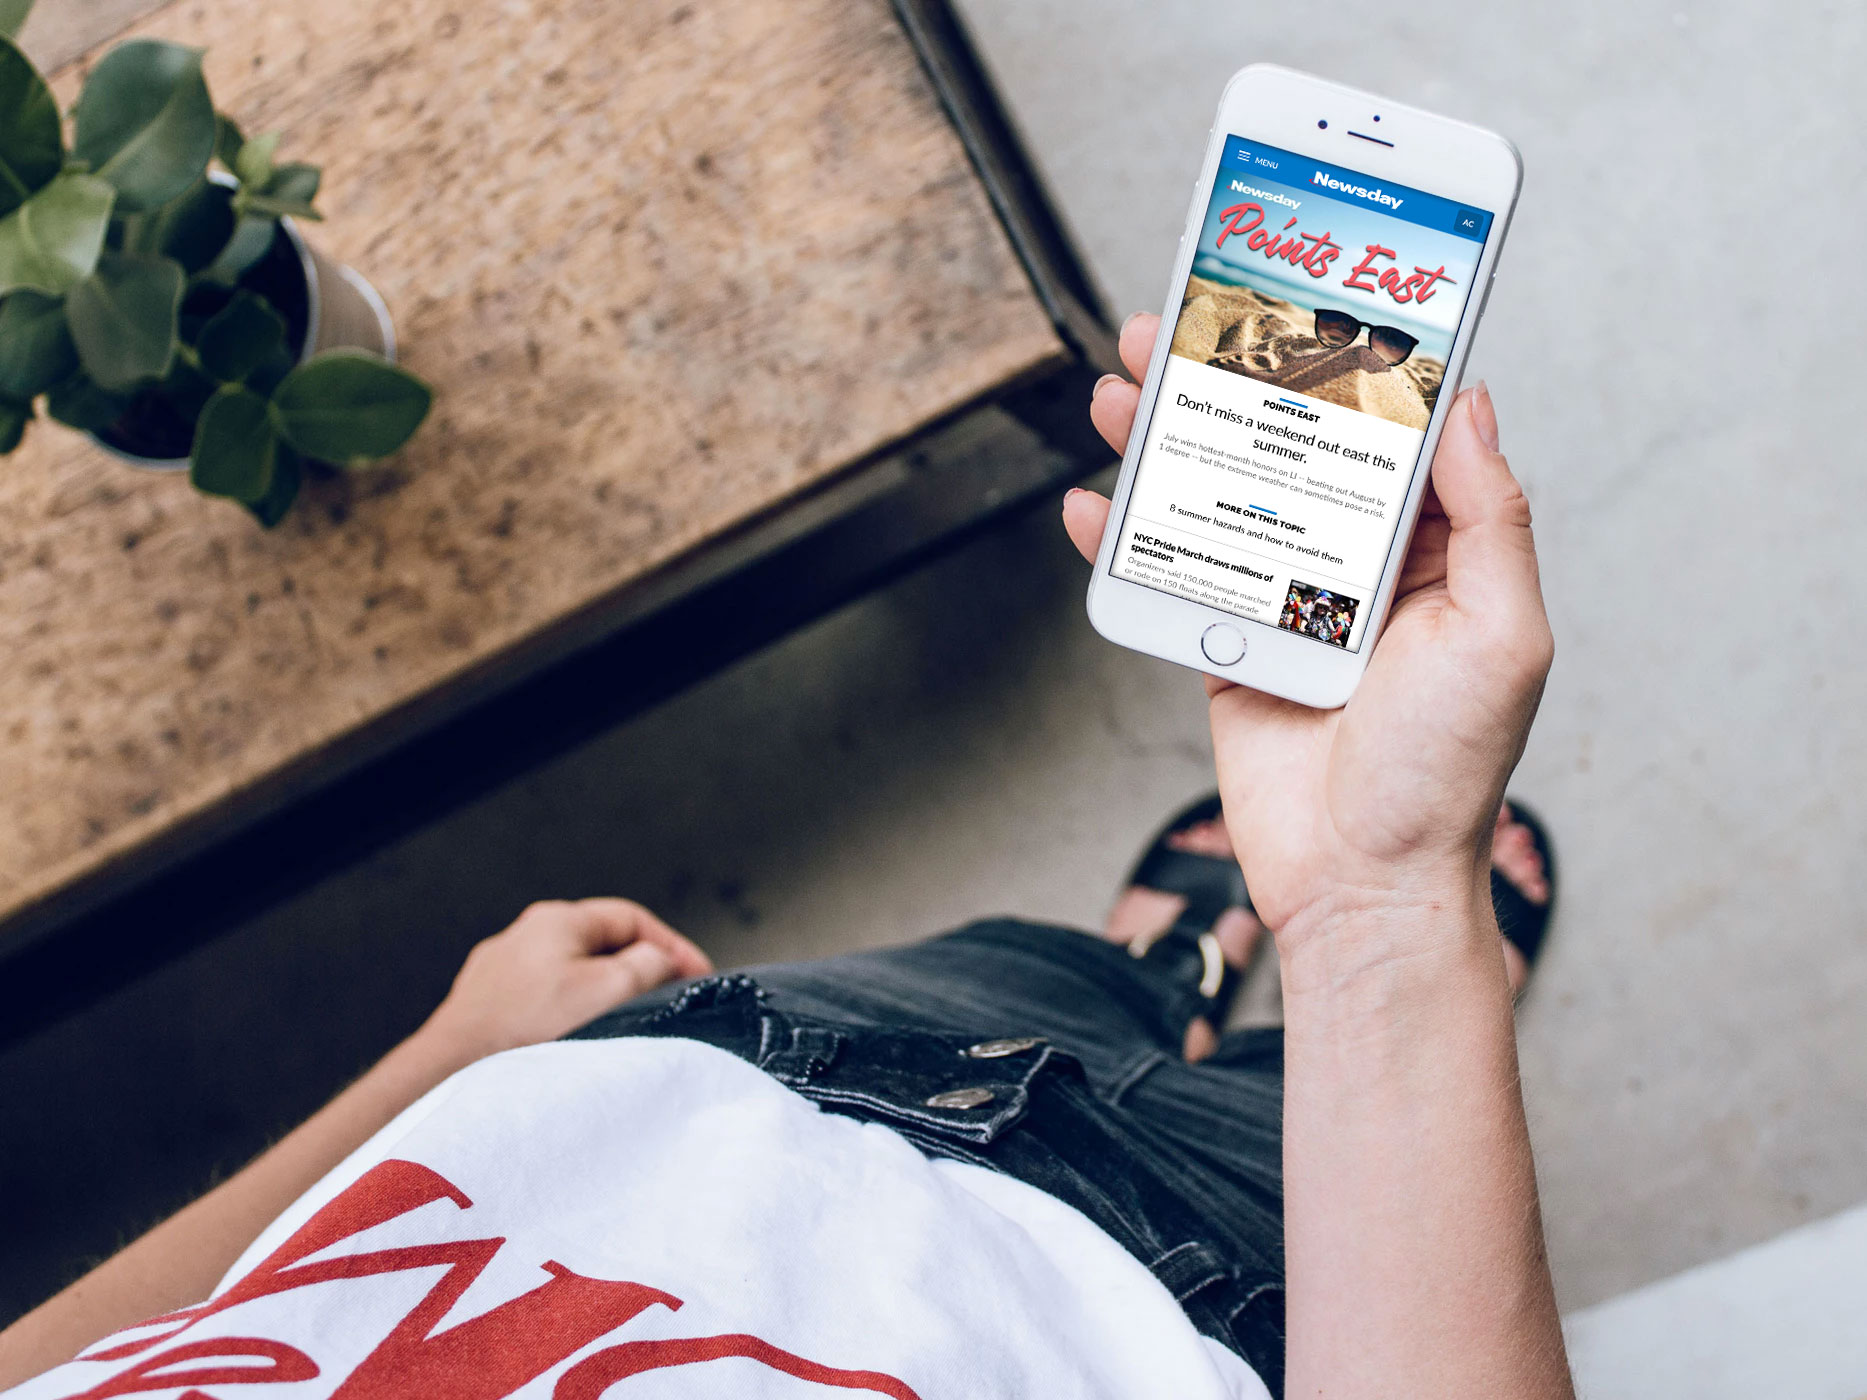 MENU
Newsday
AC
Newsday
Points East
POINTS EAST
Don't miss a weekend out east this
summer.
July wins hottest-month honors on LI -- beating out August by
1 degree -- but the extreme weather can sometimes pose a risk.
MORE ON THIS TOPIC
8 summer hazards and how to avoid them
NYC Pride March draws millions of
spectators
Organizers said 150,000 people marched
or rode on 150 floats along the parade